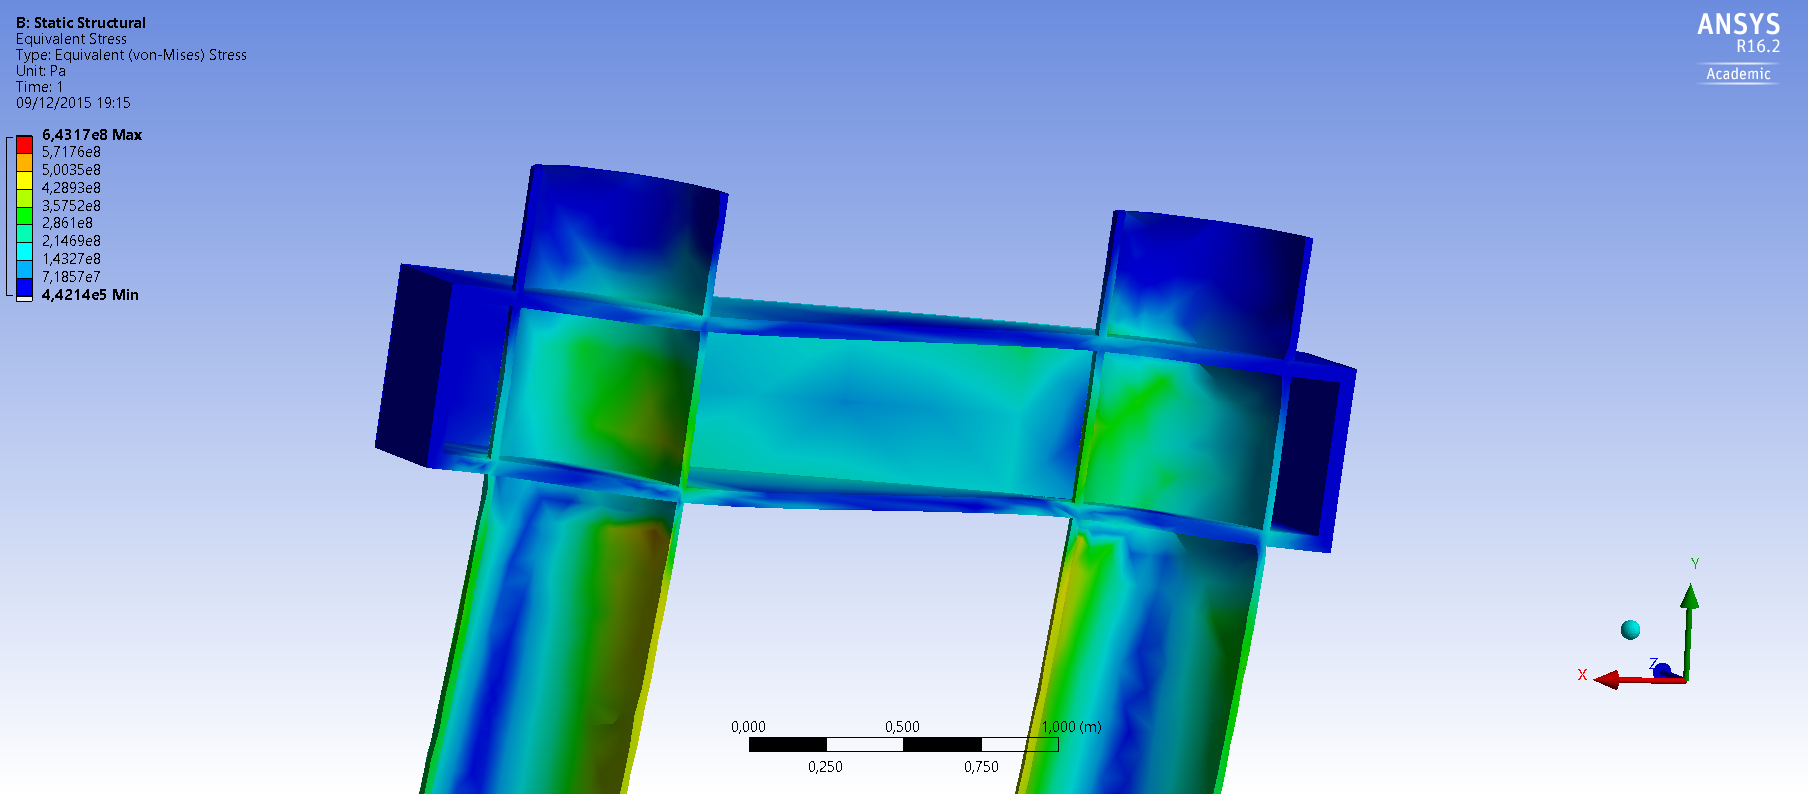 B: Static Structural
Equivalent Stress
Type: Equivalent (von-Mises) Stress
Unit: Pa
Time: 1
09/12/2015 19:15
6,4317e8 Max
5,7176e8
5,0035e8
4,2893e8
3,5752e8
2,861e8
2,1469e8
1,4327e8
7,1857e7
4,4214e5 Min
ANSYS
R16.2
Academic
0,000
0,500
1,000 (m)
0,250
0,750
Y
Z
X